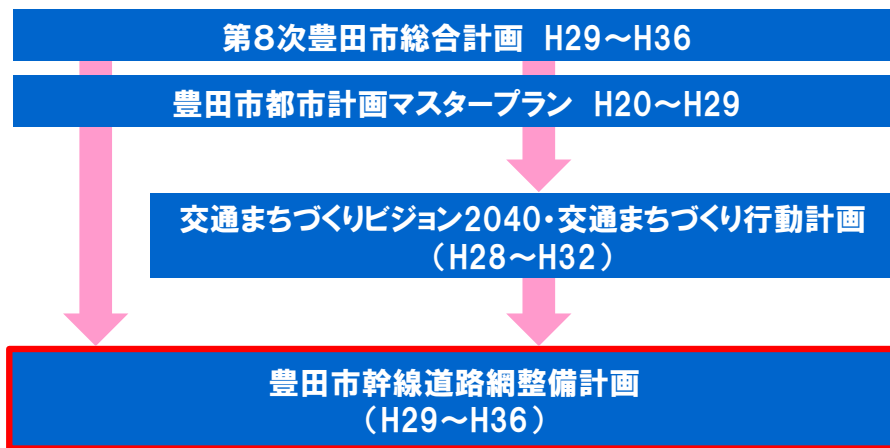 第8次豊田市総合計画 H29～H36
豊田市都市計画マスタープラン H20～H29
交通まちづくりビジョン2040・交通まちづくり行動計画
（H28～H32）
豊田市幹線道路網整備計画
（H29～H36）